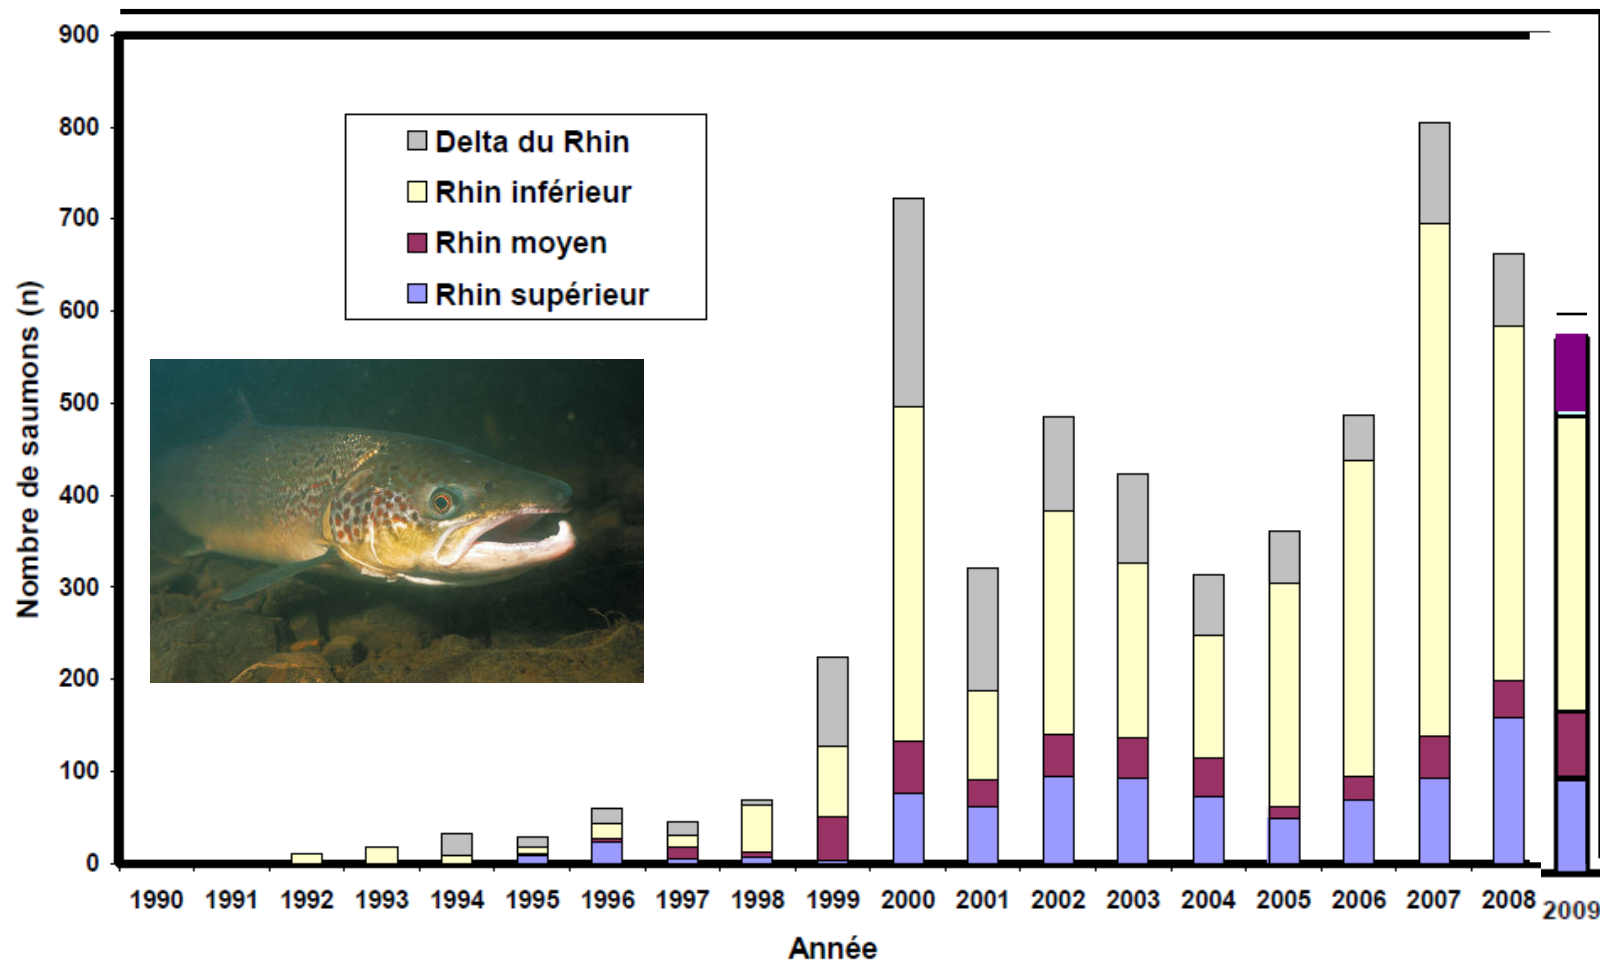 900
800
700
600
500
400
300
200
100
0
Nombre de saumons (n)
Delta du Rhin
Rhin inférieur
Rhin moyen
Rhin supérieur
1990 1991 1992 1993 1994 1995 1996 1997 1998 1999 2000 2001 2002 2003 2004 2005 2006 2007 2008 2009
Année